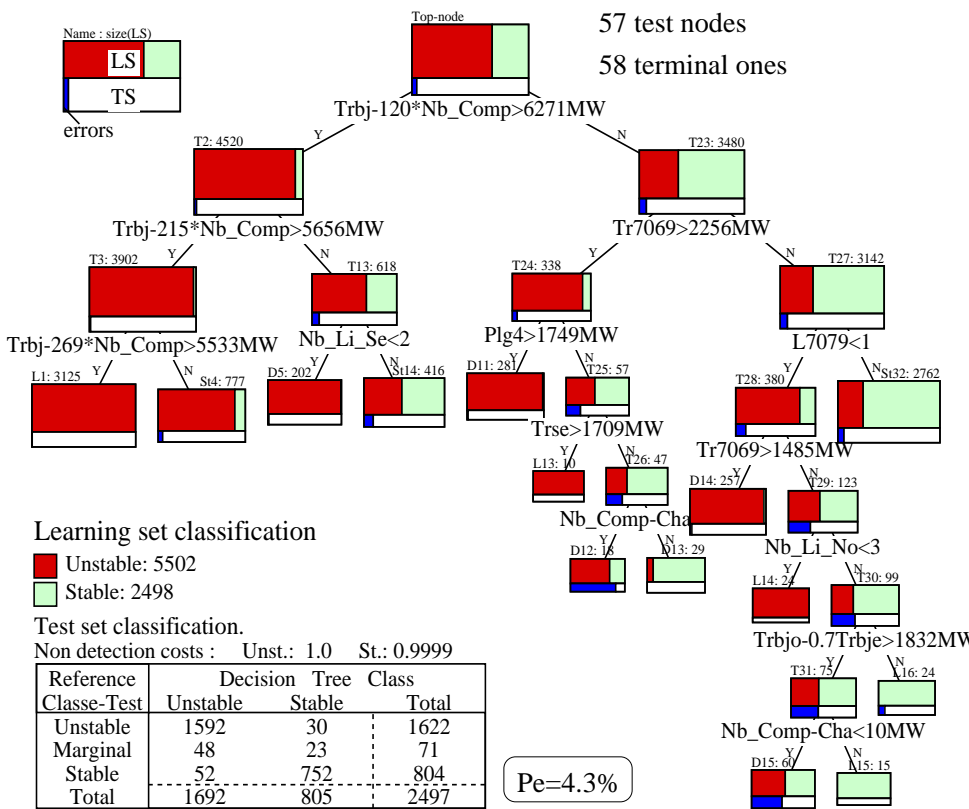 Name : size(LS)
LS
TS
errors
Top-node
57 test nodes
58 terminal ones
Trbj-120*Nb_Comp>6271MW
Y
N
T2: 4520
T23: 3480
Trbj-215*Nb_Comp>5656MW
Tr7069>2256MW
Y
N
Y
N
T3: 3902
T13: 618
T24: 338
T27: 3142
Trbj-269*Nb_Comp>5533MW
Nb_Li_Se<2
Plg4>1749MW
L7079<1
Y
N
Y
N
Y
N
Y
N
L1: 3125
St4: 777
D5: 202
St14: 416
D11: 281
T25: 57
T28: 380
St32: 2762
Trse>1709MW
Tr7069>1485MW
Y
N
Y
N
L13: 10
T26: 47
D14: 257
T29: 123
Nb_Comp-Cha
Nb_Li_No<3
Y
N
Y
N
D12: 18
D13: 29
L14: 24
T30: 99
Trbjo-0.7Trbje>1832MW
Y
N
T31: 75
L16: 24
Nb_Comp-Cha<10MW
Y
N
D15: 60
L15: 15
Learning set classification
Unstable: 5502
Stable: 2498
Test set classification.
Non detection costs : Unst.: 1.0 St.: 0.9999
Reference Decision Tree Class
Classe-Test Unstable Stable Total
Unstable 1592 30 1622
Marginal 48 23 71
Stable 52 752 804
Total 1692 805 2497
Pe=4.3%